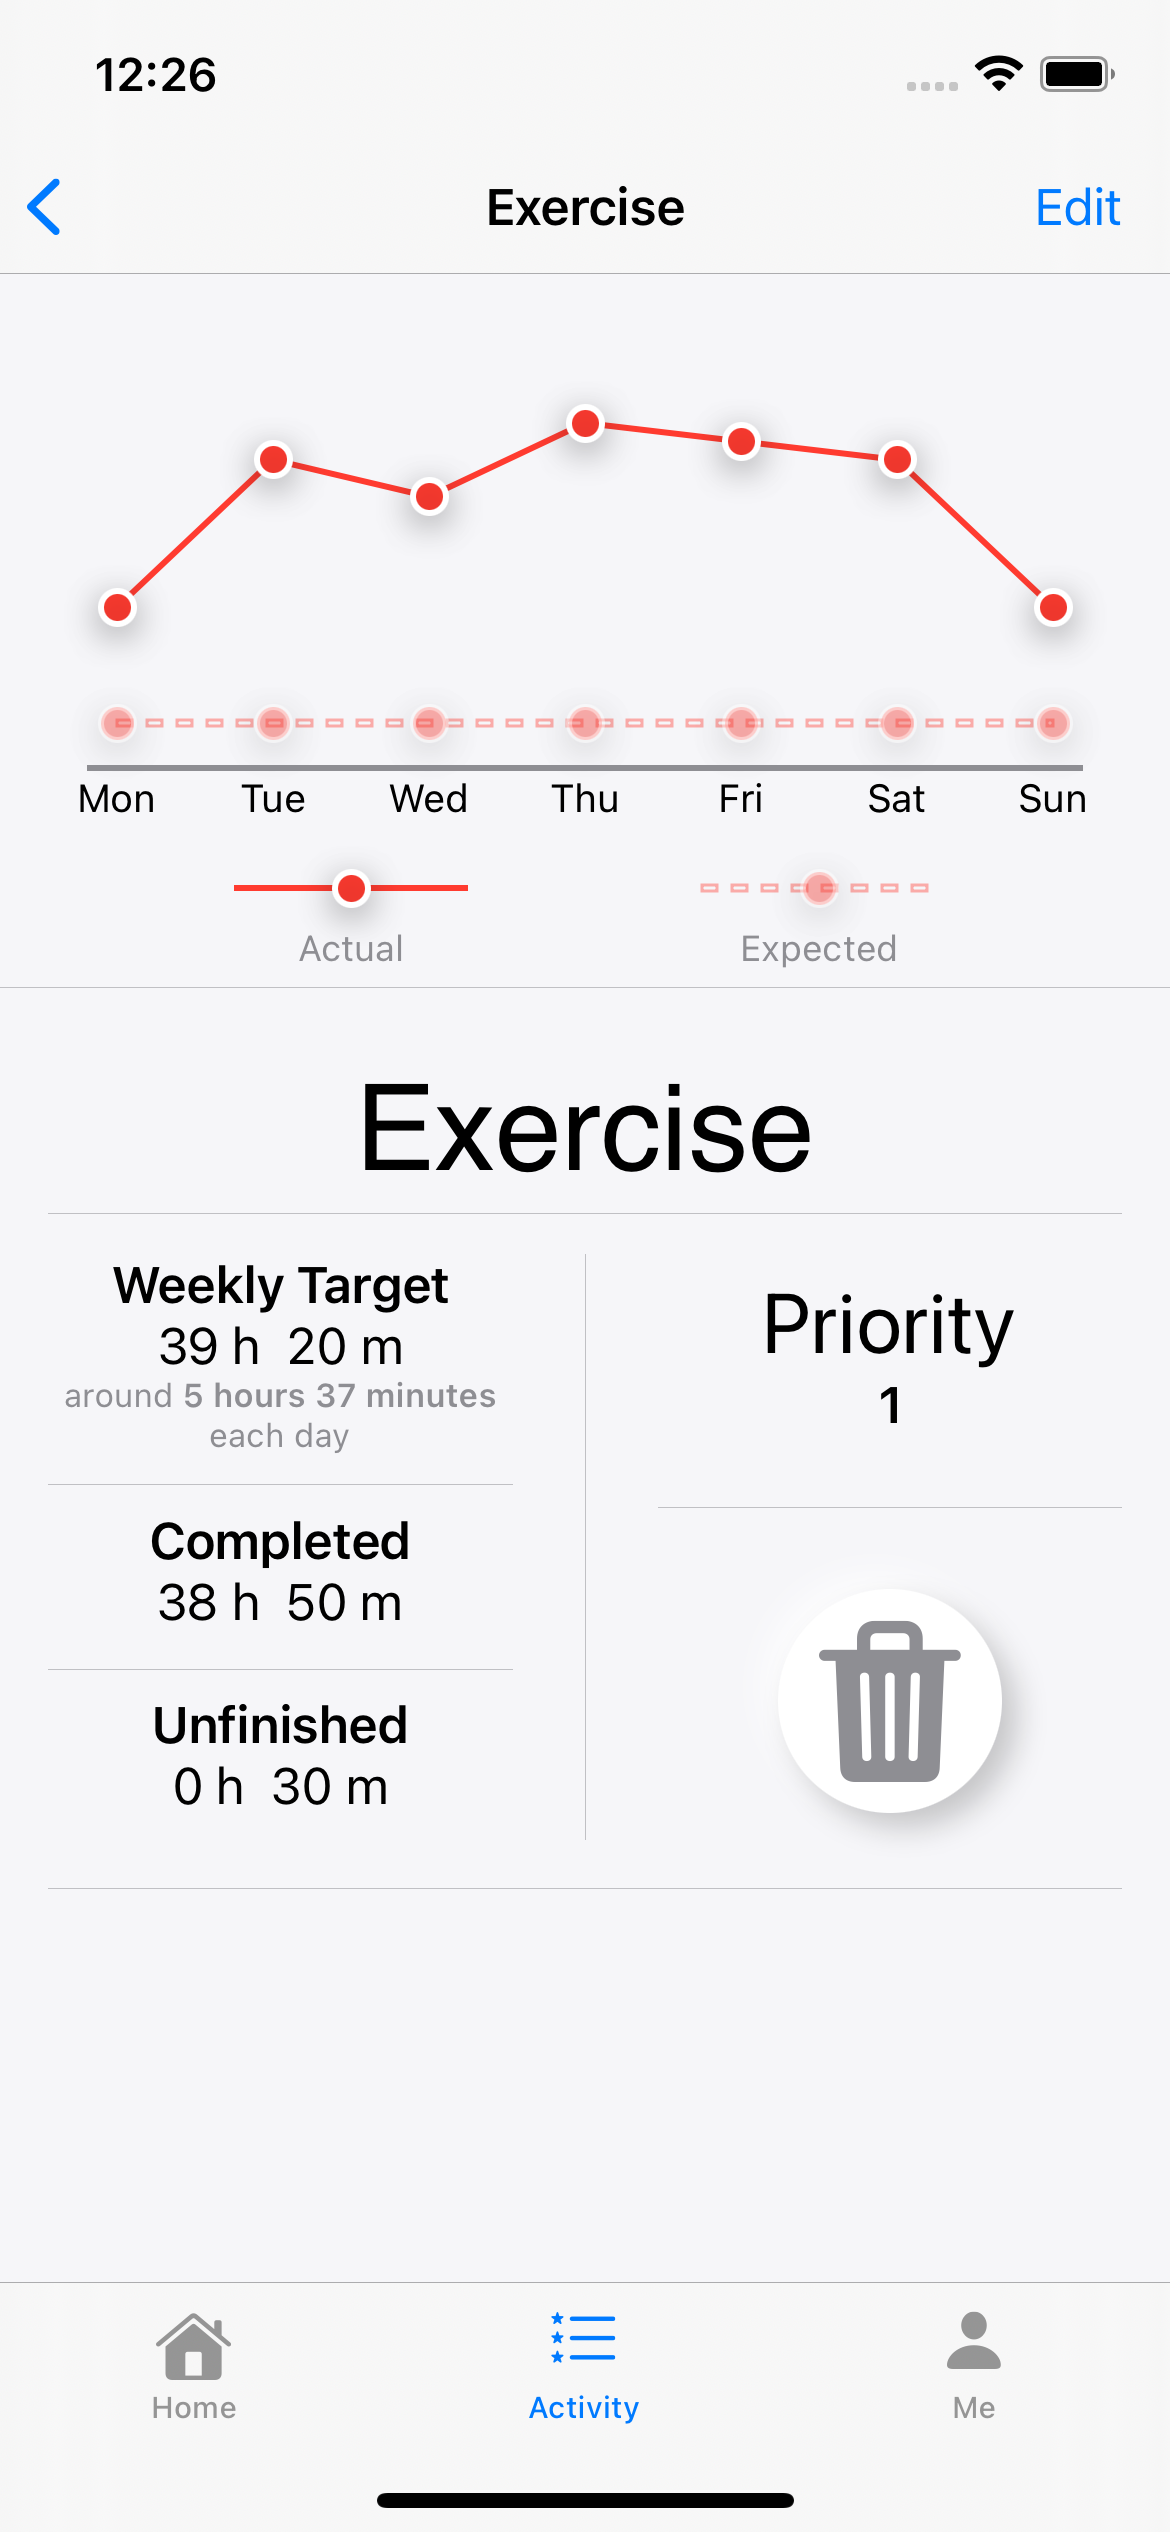 12:26
Exercise
Edit
Mon Tue Wed Thu Fri Sat Sun
Actual
Expected
Exercise
Weekly Target
39 h 20 m
around 5 hours 37 minutes
each day
Completed
38 h 50 m
Unfinished
0 h 30 m
Priority
1
Home
Activity
Me